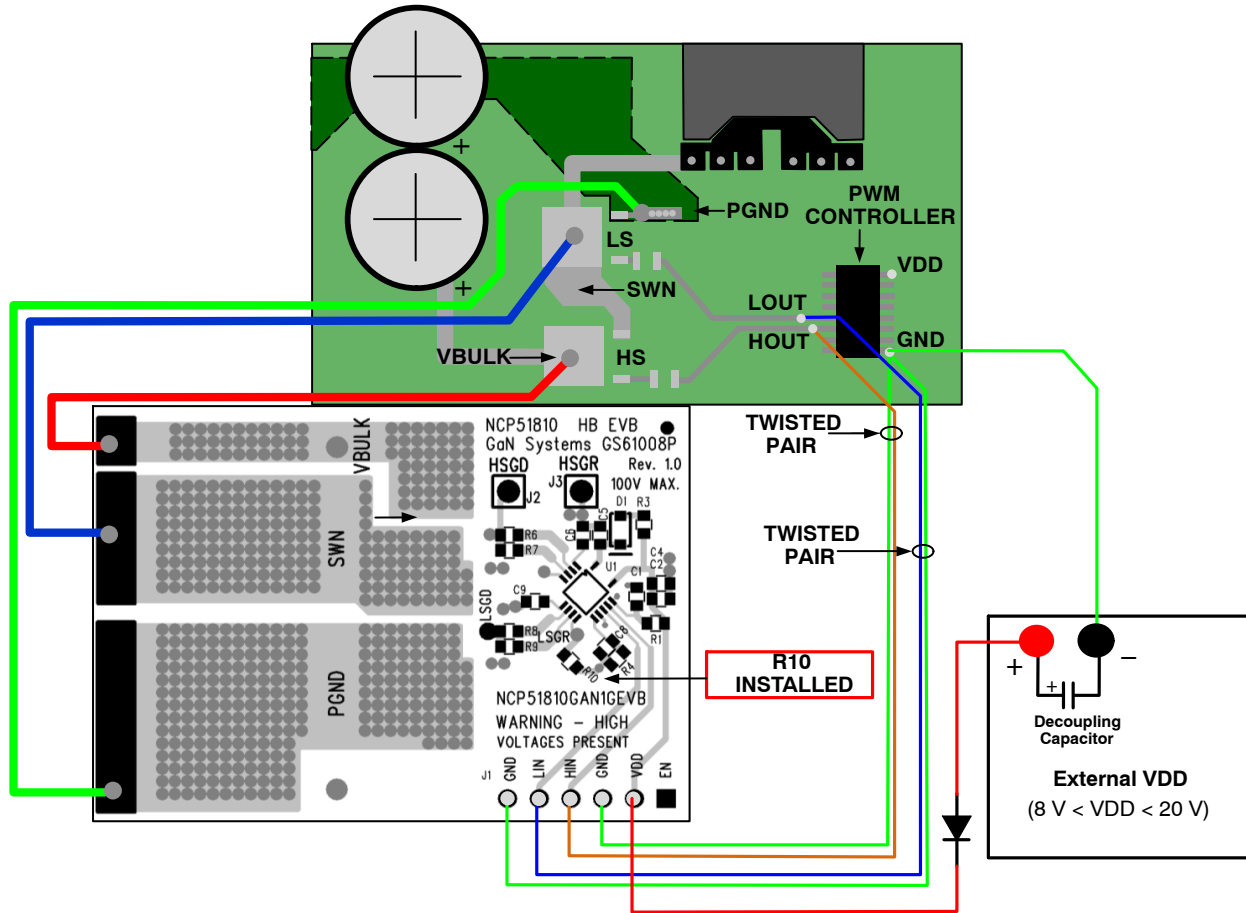 +
+
PGND
PWM
CONTROLLER
LS
VDD
SWN
LOUT
HOUT
GND
VBULK
HS
TWISTED
PAIR
TWISTED
PAIR
NCP51810 HB EVB
GaN Systems GS61008P
HSGD
HSGR
Rev. 1.0
100V MAX.
J2
J3
VBULK
SWN
PGND
D1
R3
C5
C6
R6
R7
U1
C4
C2
C1
C9
LSGD
R8
R9
LSGR
R1
C8
R4
R10
R10
INSTALLED
NCP51810GAN1GEVB
WARNING – HIGH
VOLTAGES PRESENT
J1
GND
LIN
HIN
GND
VDD
EN
+
–
+
Decoupling
Capacitor
External VDD
(8 V < VDD < 20 V)